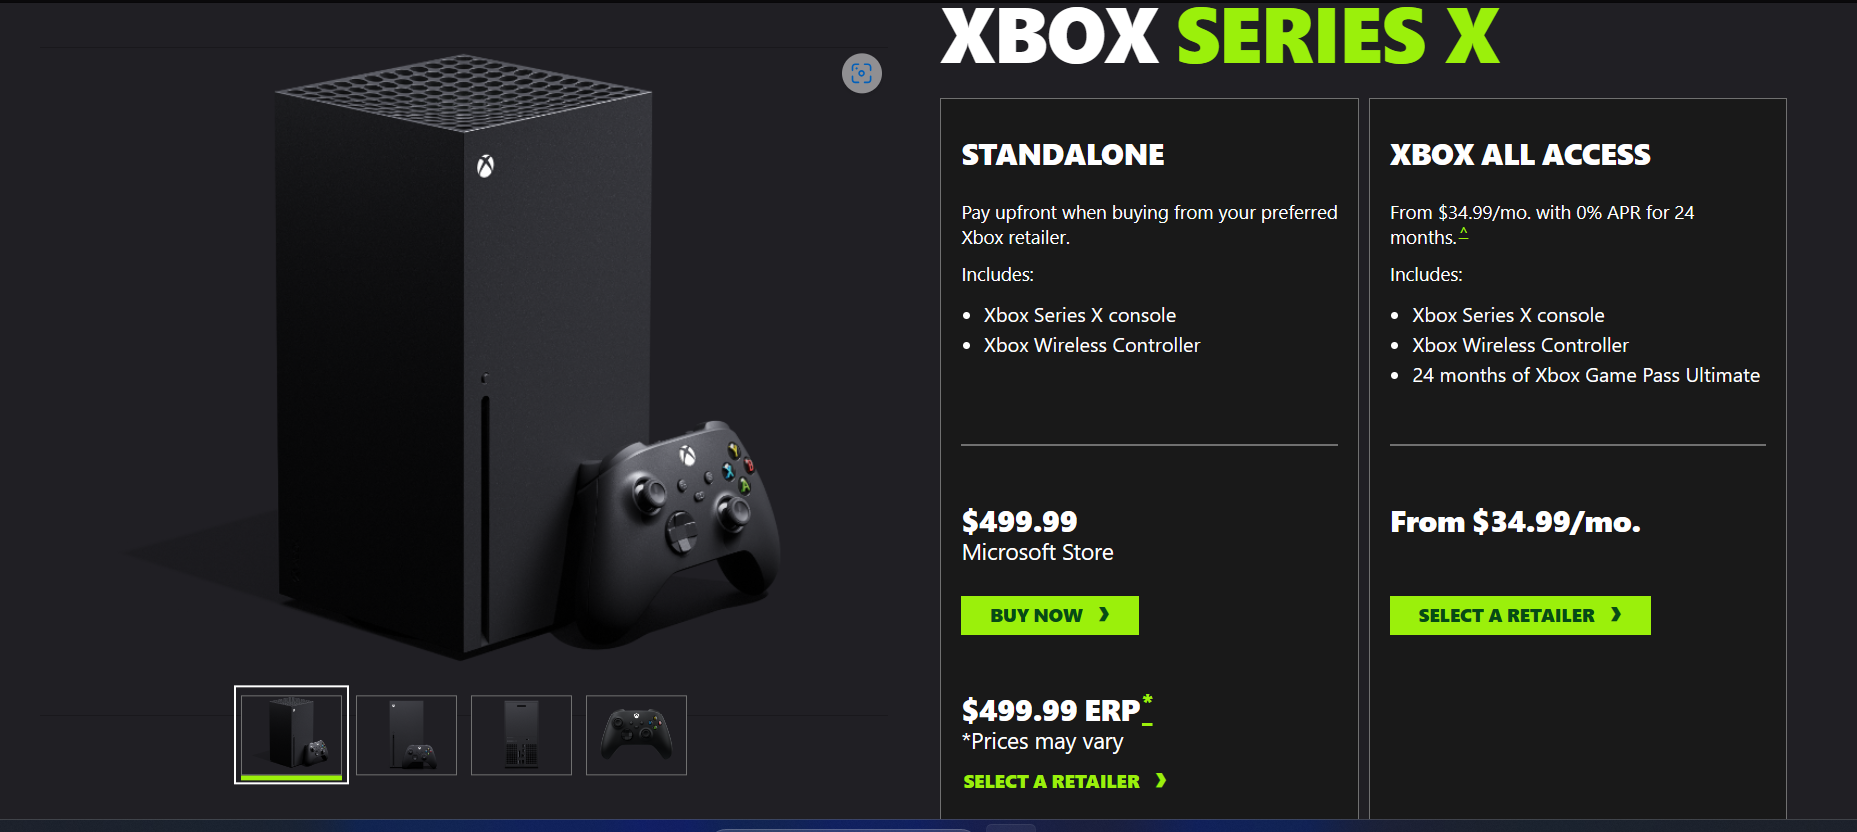 XBOX SERIES X
STANDALONE
Pay upfront when buying from your preferred
Xbox retailer.
Includes:
• Xbox Series X console
• Xbox Wireless Controller
$499.99
Microsoft Store
BUY NOW ❯
$499.99 ERP*
*Prices may vary
SELECT A RETAILER ❯
XBOX ALL ACCESS
From $34.99/mo. with 0% APR for 24
months.^
Includes:
• Xbox Series X console
• Xbox Wireless Controller
• 24 months of Xbox Game Pass Ultimate
From $34.99/mo.
SELECT A RETAILER ❯
Y
B
X
A